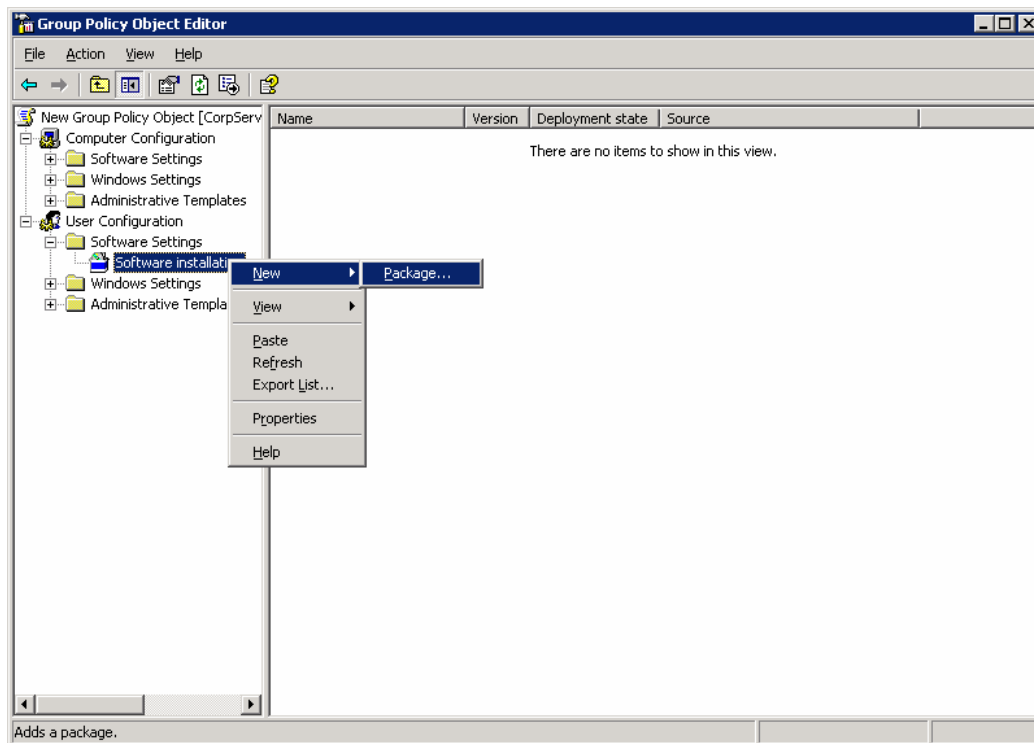 Group Policy Object Editor
File Action View Help
New Group Policy Object [CorpServ
Name Version Deployment state Source
Computer Configuration
There are no items to show in this view.
Software Settings
Windows Settings
Administrative Templates
User Configuration
Software Settings
Software installati
New Package...
Windows Settings
Administrative Templa
View
Paste
Refresh
Export List...
Properties
Help
Adds a package.